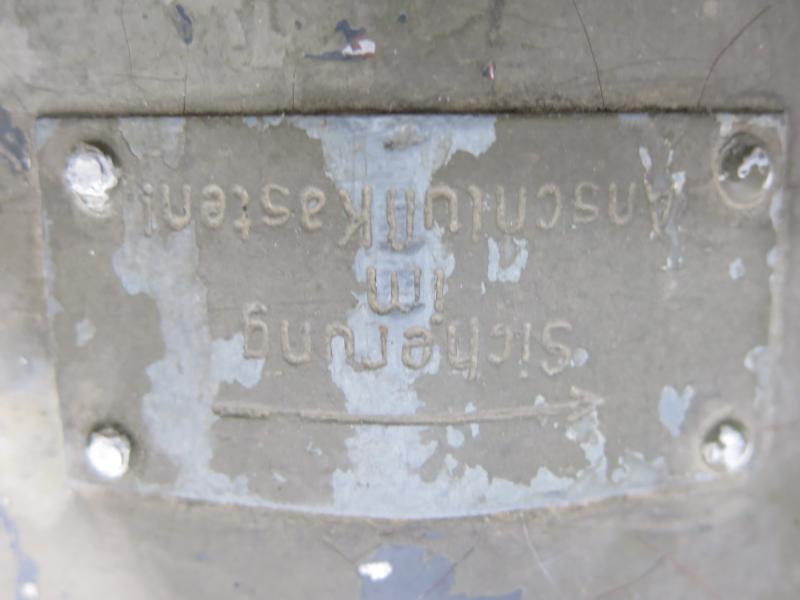 Sicherung
im
Anschlußkasten!